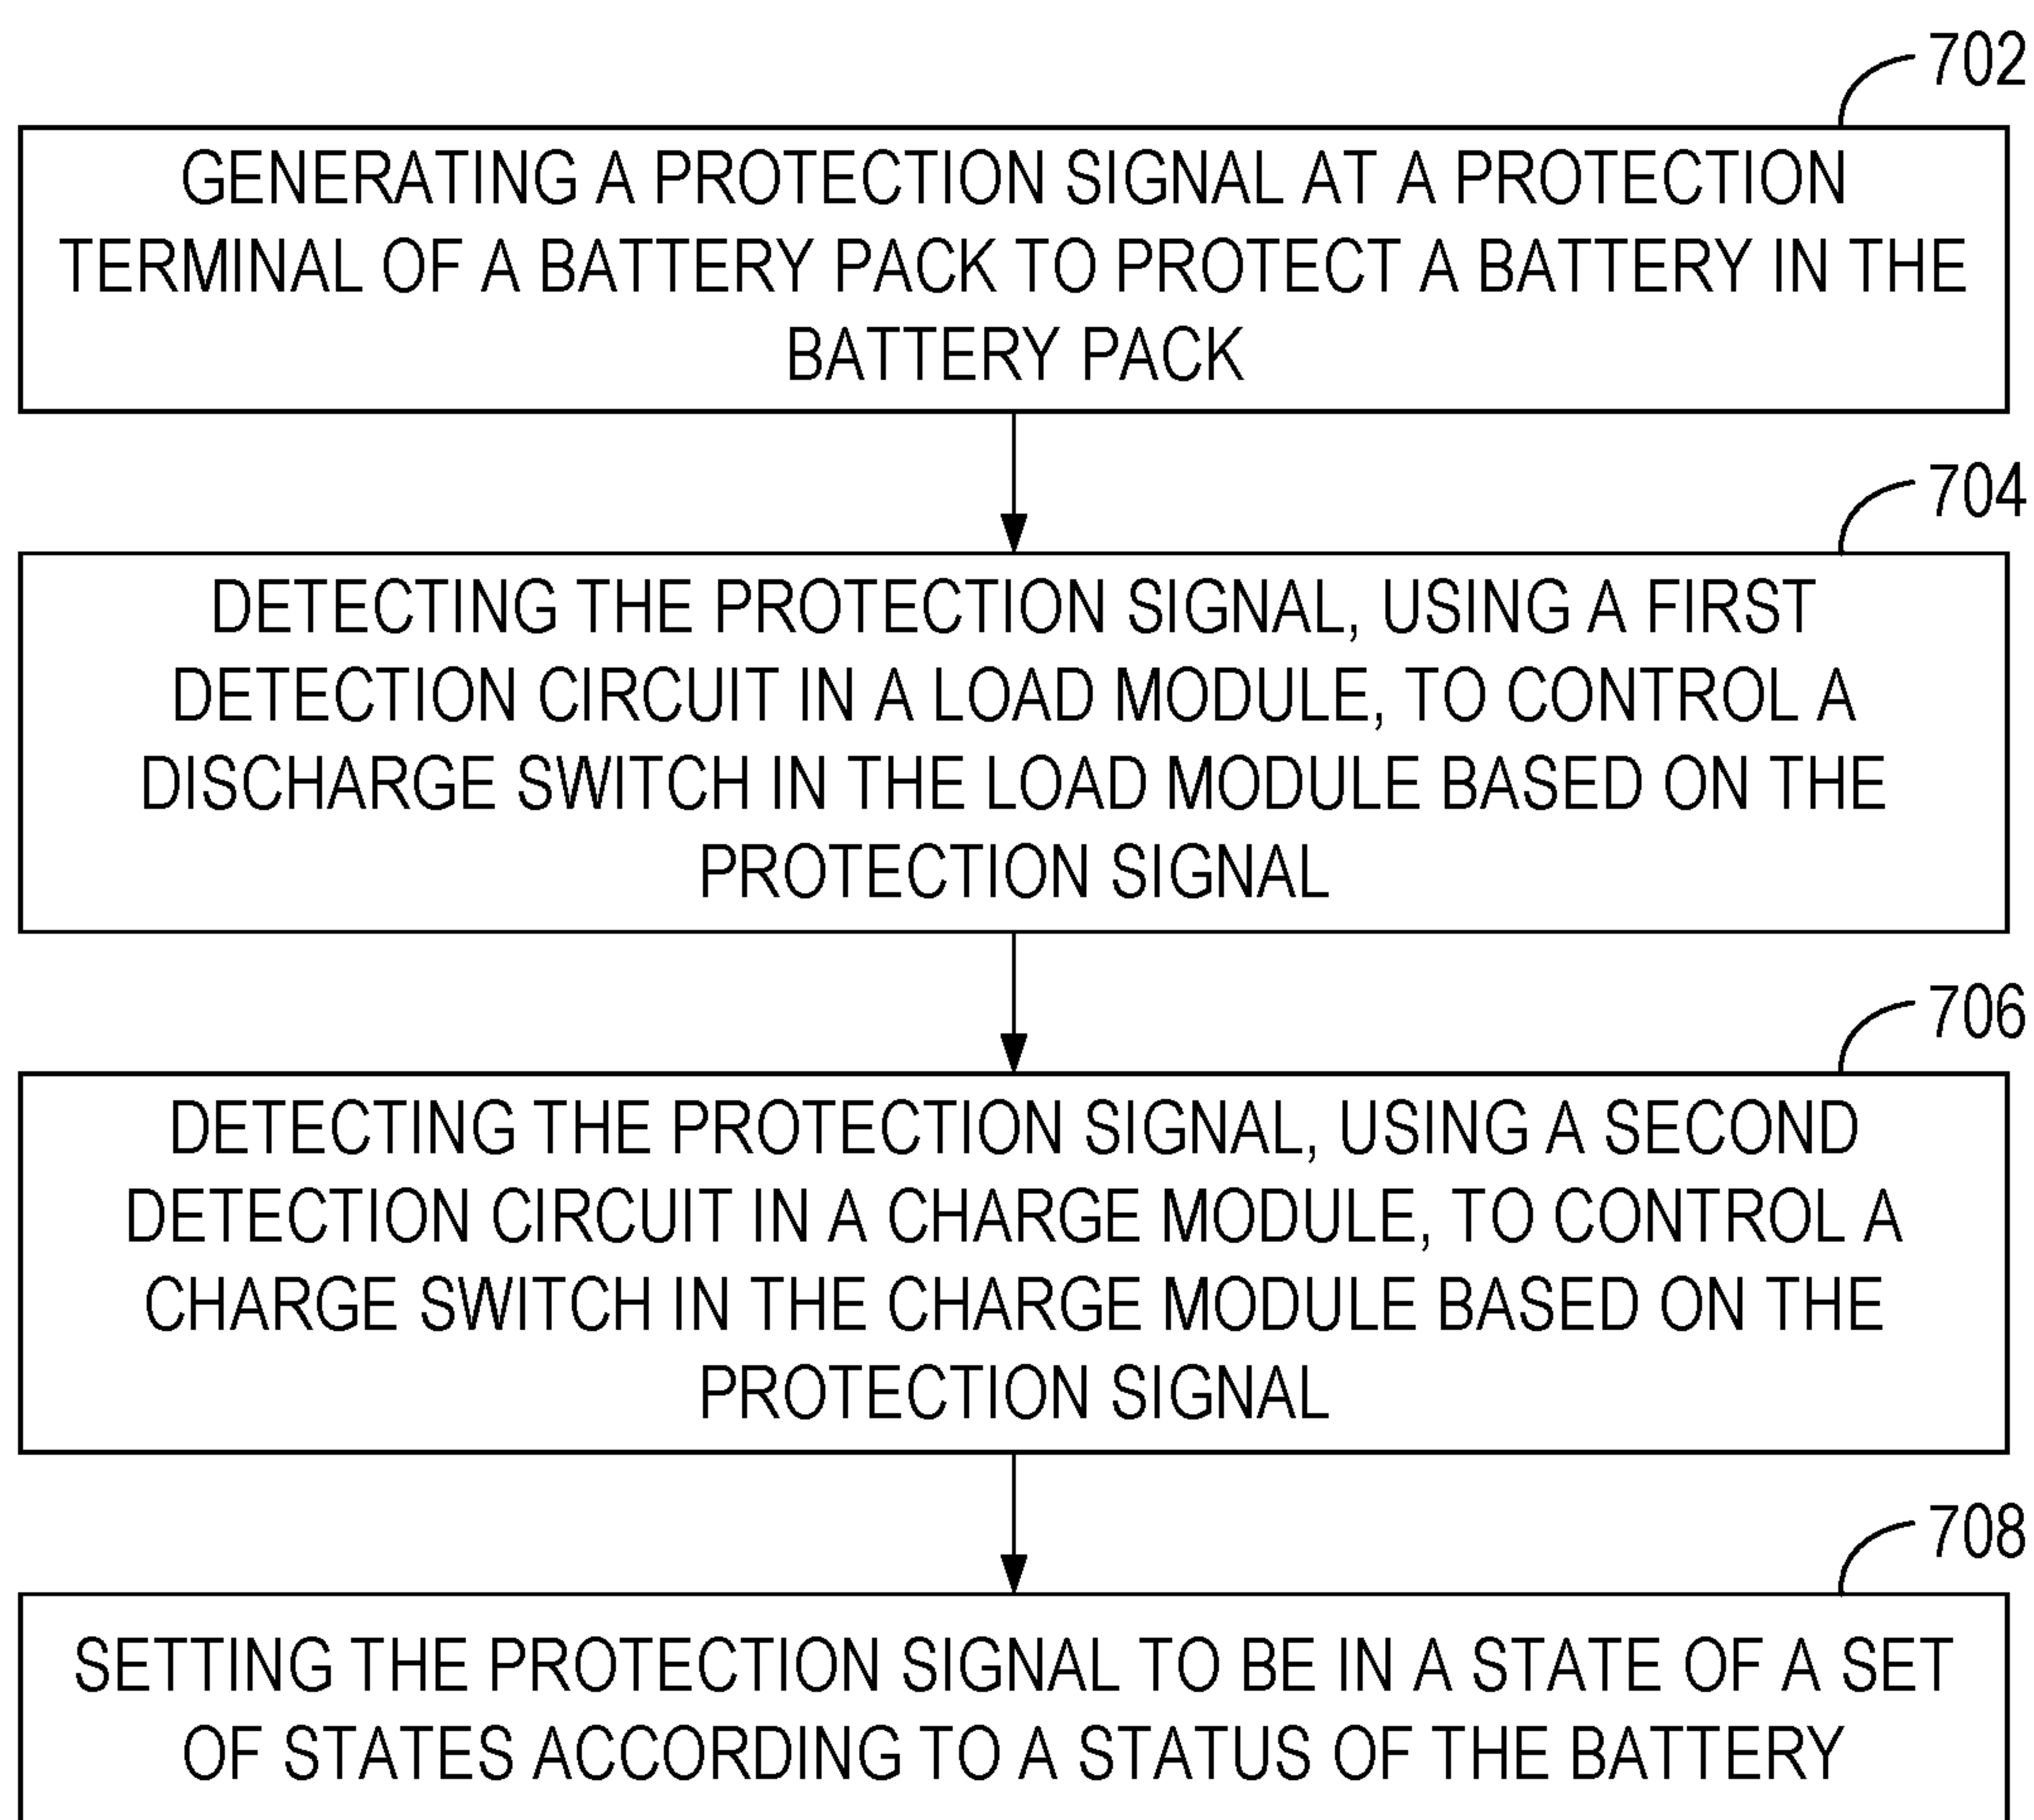 702
GENERATING A PROTECTION SIGNAL AT A PROTECTION
TERMINAL OF A BATTERY PACK TO PROTECT A BATTERY IN THE
BATTERY PACK
704
DETECTING THE PROTECTION SIGNAL, USING A FIRST
DETECTION CIRCUIT IN A LOAD MODULE, TO CONTROL A
DISCHARGE SWITCH IN THE LOAD MODULE BASED ON THE
PROTECTION SIGNAL
706
DETECTING THE PROTECTION SIGNAL, USING A SECOND
DETECTION CIRCUIT IN A CHARGE MODULE, TO CONTROL A
CHARGE SWITCH IN THE CHARGE MODULE BASED ON THE
PROTECTION SIGNAL
708
SETTING THE PROTECTION SIGNAL TO BE IN A STATE OF A SET
OF STATES ACCORDING TO A STATUS OF THE BATTERY